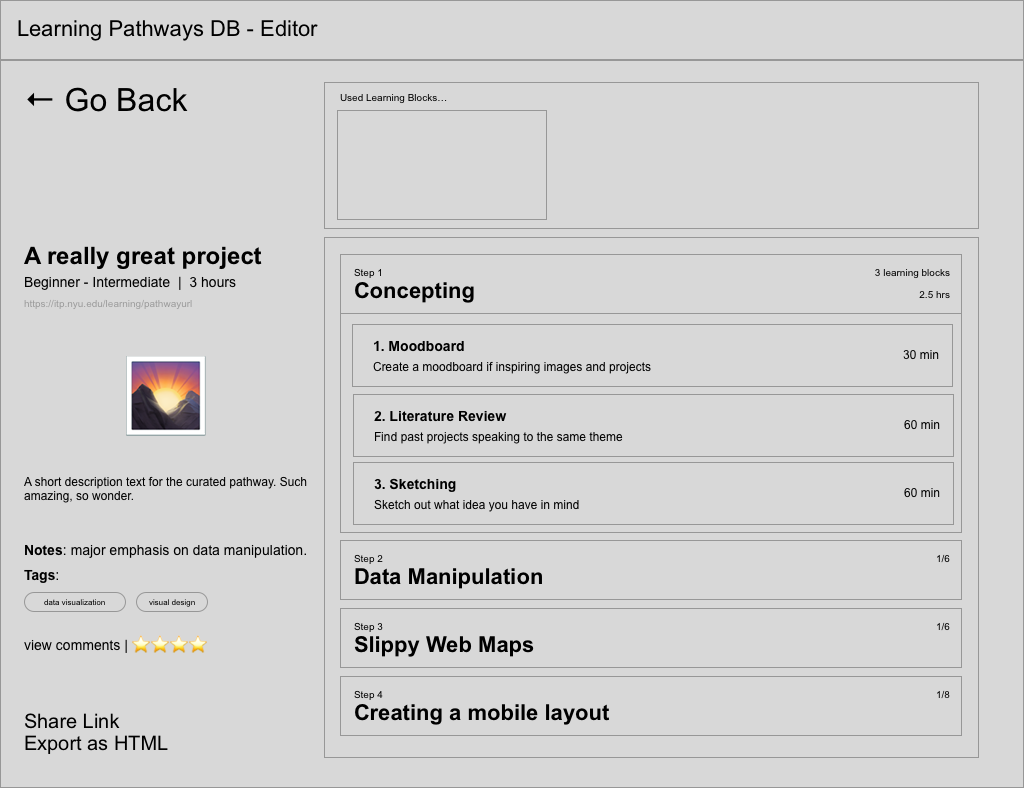 Learning Pathways DB - Editor
← Go Back
A really great project
Beginner - Intermediate | 3 hours
https://itp.nyu.edu/learning/pathwayurl
A short description text for the curated pathway. Such
amazing, so wonder.
Notes: major emphasis on data manipulation.
Tags:
data visualization
visual design
view comments | ⭐⭐⭐⭐
Share Link
Export as HTML
Used Learning Blocks…
Step 1
3 learning blocks
Concepting
2.5 hrs
1. Moodboard
Create a moodboard if inspiring images and projects
30 min
2. Literature Review
Find past projects speaking to the same theme
60 min
3. Sketching
Sketch out what idea you have in mind
60 min
Step 2
1/6
Data Manipulation
Step 3
1/6
Slippy Web Maps
Step 4
1/8
Creating a mobile layout